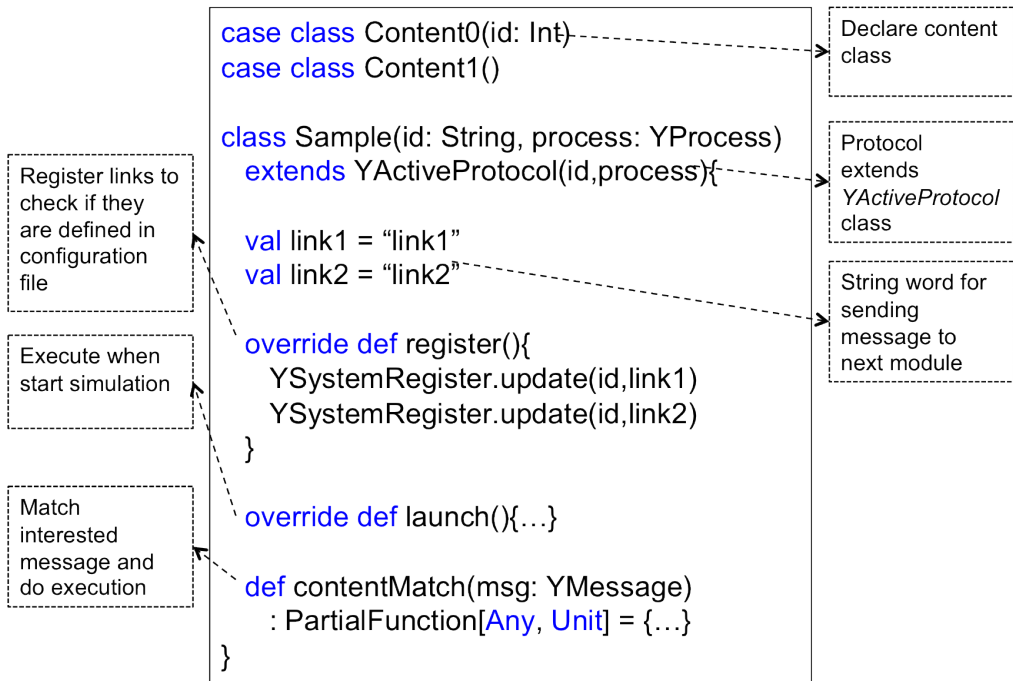 case class Content0(id: Int)
case class Content1()
class Sample(id: String, process: YProcess)
extends YActiveProtocol(id,process){
val link1 = “link1”
val link2 = “link2”
override def register(){
YSystemRegister.update(id,link1)
YSystemRegister.update(id,link2)
}
override def launch(){…}
def contentMatch(msg: YMessage)
: PartialFunction[Any, Unit] = {…}
}
Register links to
check if they
are defined in
configuration
file
Execute when
start simulation
Match
interested
message and
do execution
Declare content
class
Protocol
extends
YActiveProtocol
class
String word for
sending
message to
next module